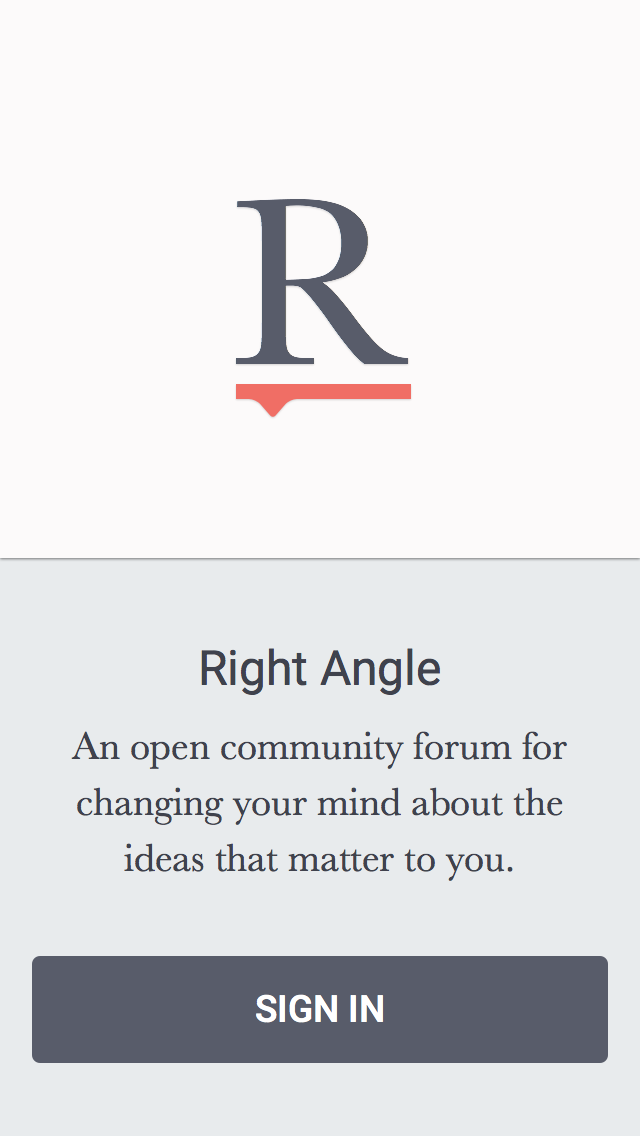 R
Right Angle
An open community forum for
changing your mind about the
ideas that matter to you.
SIGN IN